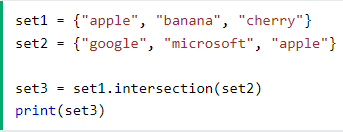 set1 = {"apple", "banana", "cherry"}
set2 = {"google", "microsoft", "apple"}
set3 = set1.intersection(set2)
print(set3)